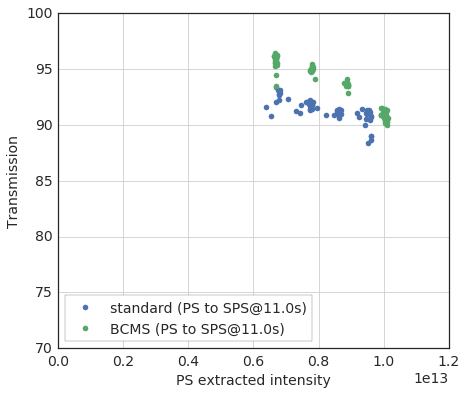 100
95
90
85
80
75
70
Transmission
standard (PS to SPS@11.0s)
BCMS (PS to SPS@11.0s)
0.0 0.2 0.4 0.6 0.8 1.0 1.2
PS extracted intensity 1e13